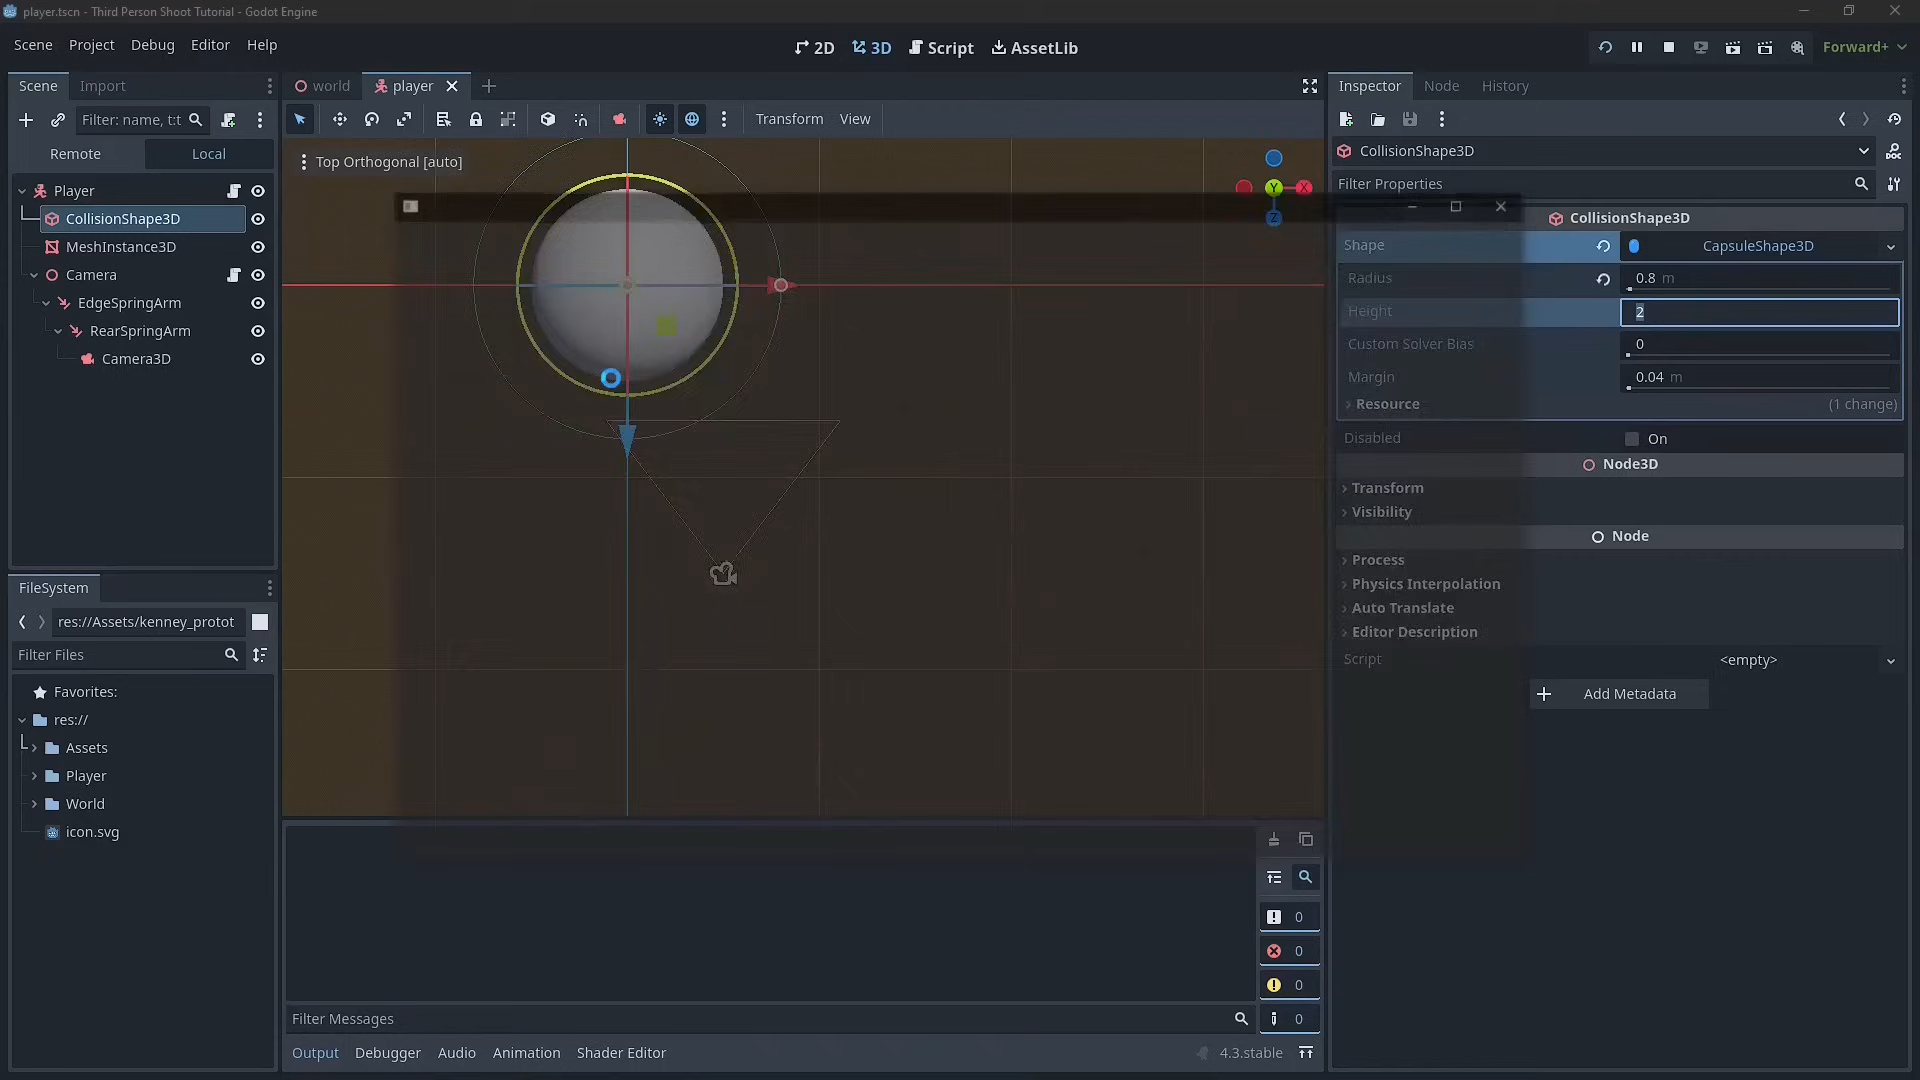 player.tscn - Third Person Shoot Tutorial - Godot Engine
Scene Project Debug Editor Help
2D 3D Script AssetLib
Forward+
Scene Import
world player
Inspector Node History
Filter: name, t:t
Transform View
Remote Local
Top Orthogonal [auto]
CollisionShape3D
Filter Properties
Player
CollisionShape3D
MeshInstance3D
Camera
EdgeSpringArm
RearSpringArm
Camera3D
Y
X
Z
CollisionShape3D
Shape CapsuleShape3D
Radius 0.8 m
Height 2
Custom Solver Bias 0
Margin 0.04 m
Resource (1 change)
Disabled On
Node3D
Transform
Visibility
Node
Process
Physics Interpolation
Auto Translate
Editor Description
Script <empty>
Add Metadata
FileSystem
res://Assets/kenney_protot
Filter Files
Favorites:
res://
Assets
Player
World
icon.svg
0
0
0
0
Filter Messages
Output Debugger Audio Animation Shader Editor
4.3.stable